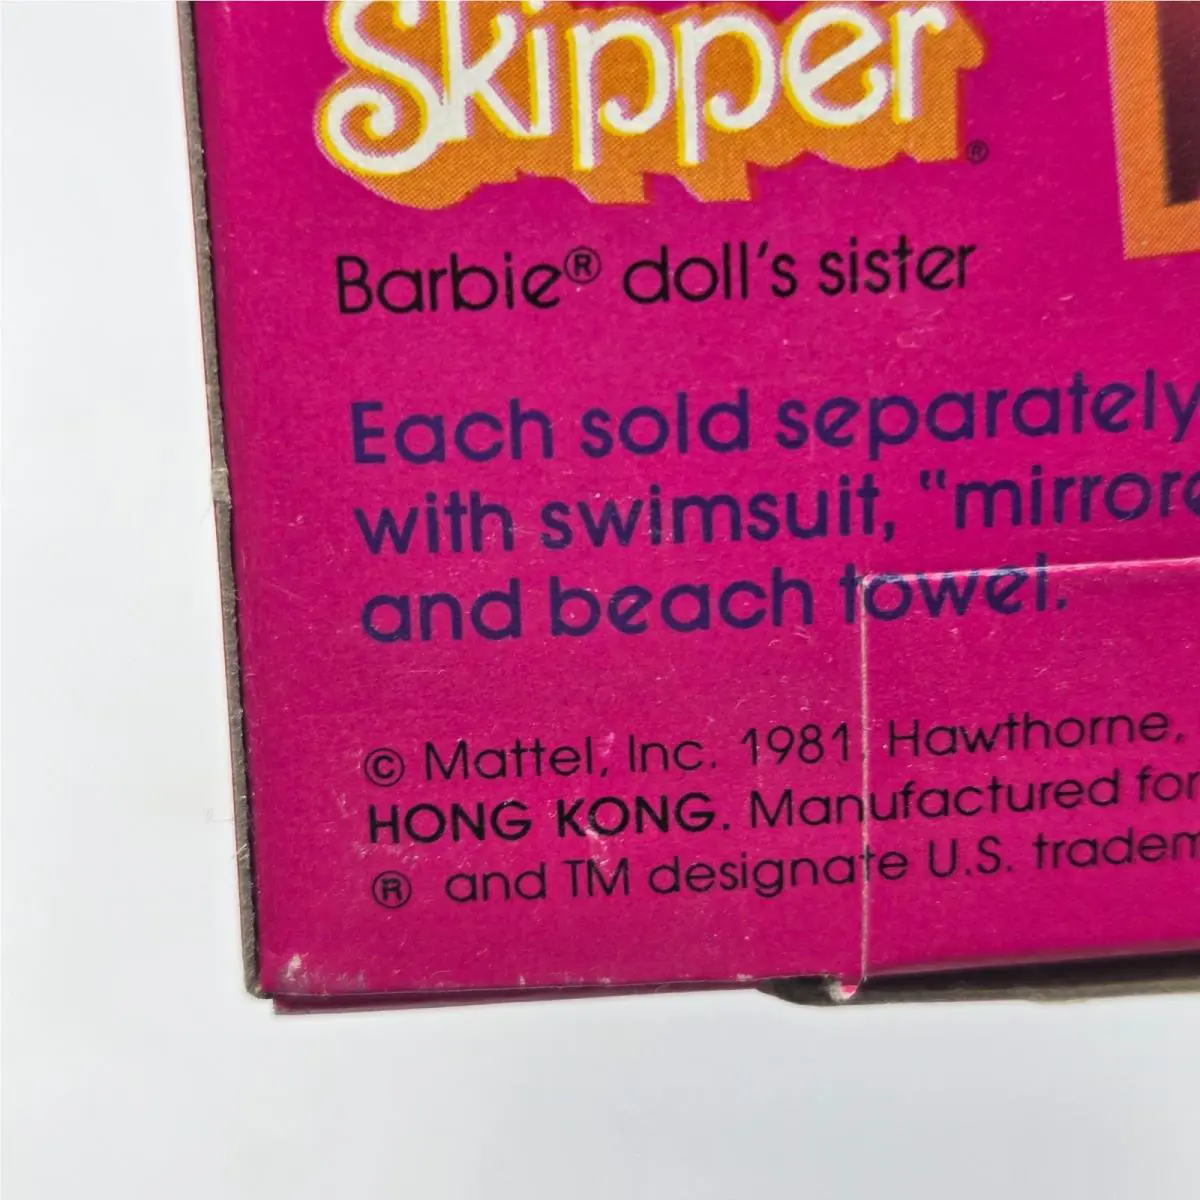 Skipper®
Barbie® doll's sister
Each sold separately
with swimsuit, "mirror
and beach towel.
© Mattel, Inc. 1981 Hawthorne,
HONG KONG. Manufactured for
® and TM designate U.S. tradem